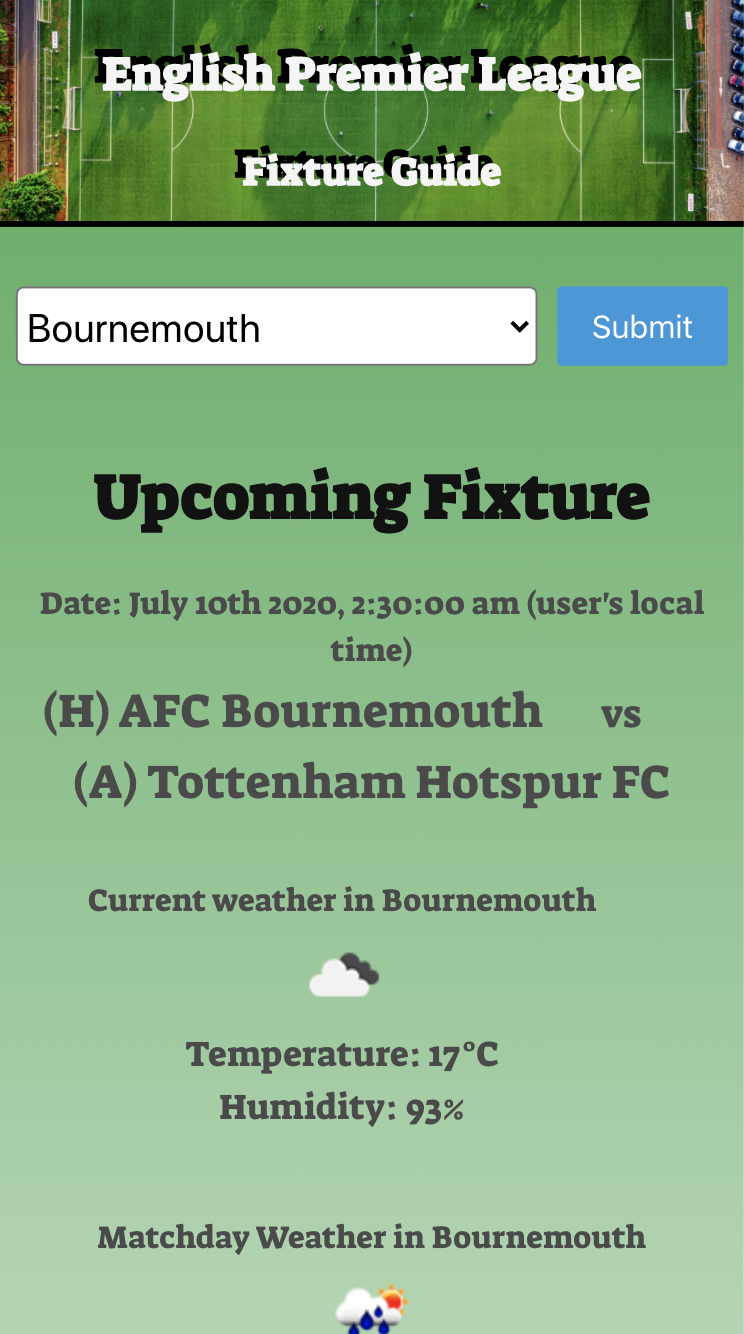 English Premier League
Fixture Guide
Bournemouth
Submit
Upcoming Fixture
Date: July 10th 2020, 2:30:00 am (user's local
time)
(H) AFC Bournemouth vs
(A) Tottenham Hotspur FC
Current weather in Bournemouth
Temperature: 17°C
Humidity: 93%
Matchday Weather in Bournemouth